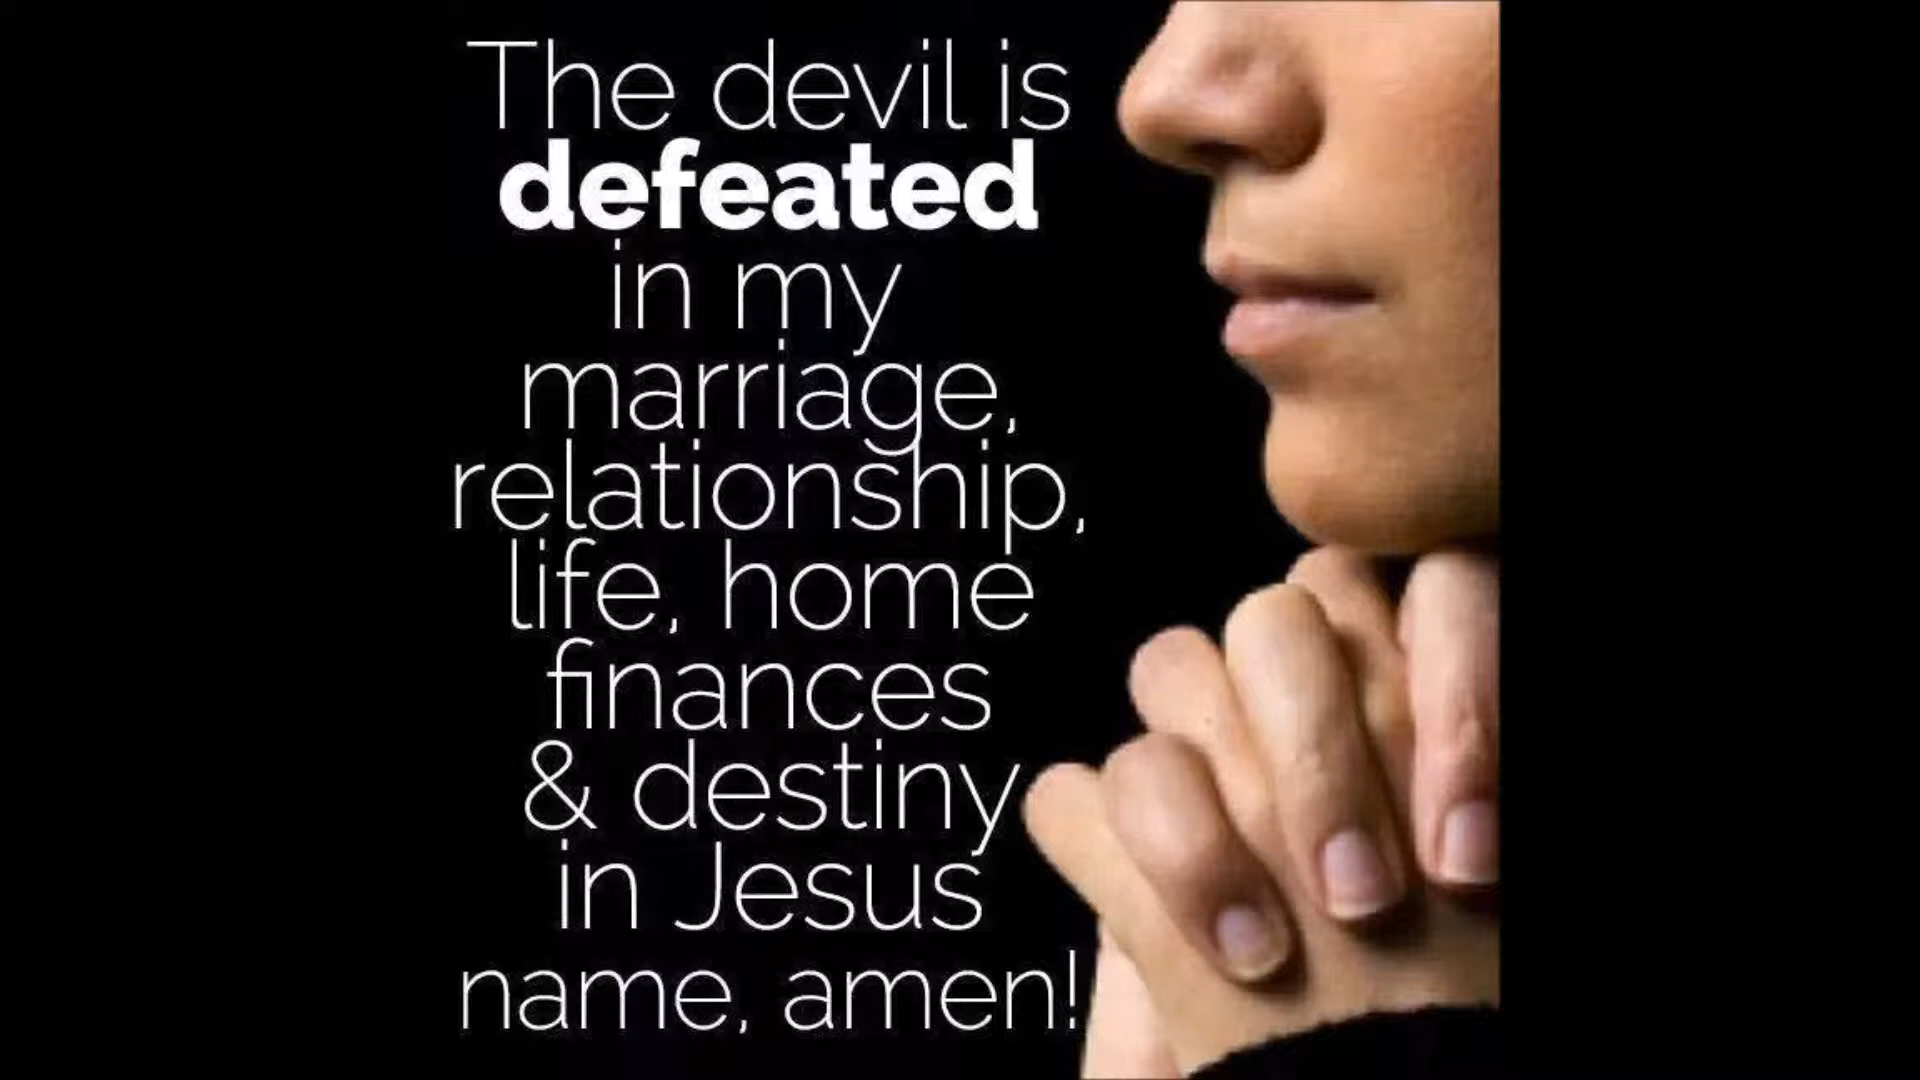 The devil is
defeated
in my
marriage,
relationship,
life, home
finances
& destiny
in Jesus
name, amen!